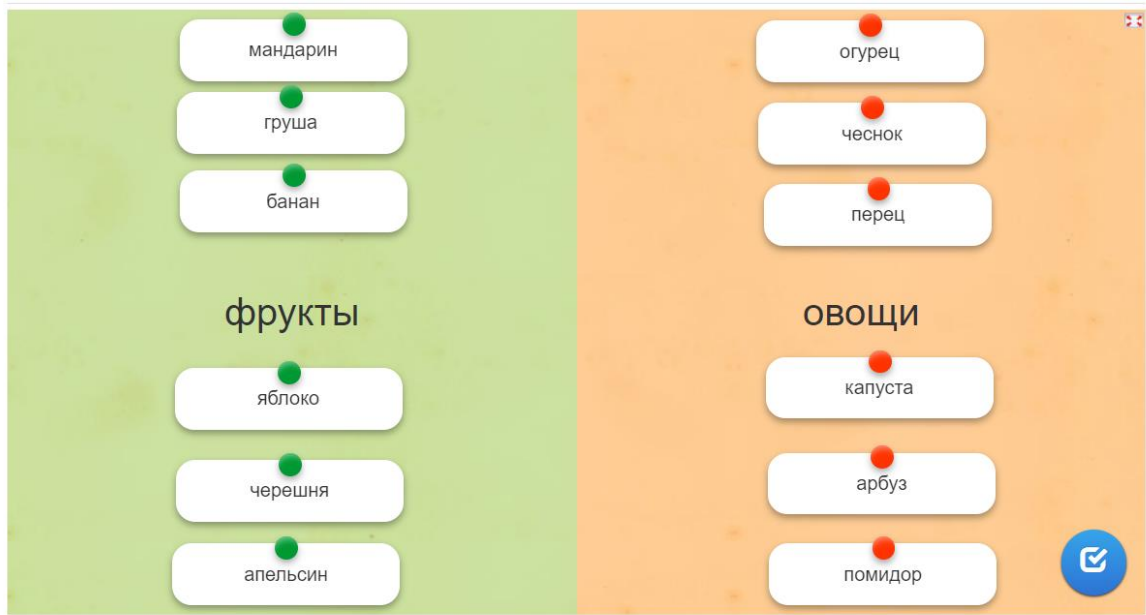 мандарин
груша
банан
фрукты
яблоко
черешня
апельсин
огурец
чеснок
перец
овощи
капуста
арбуз
помидор